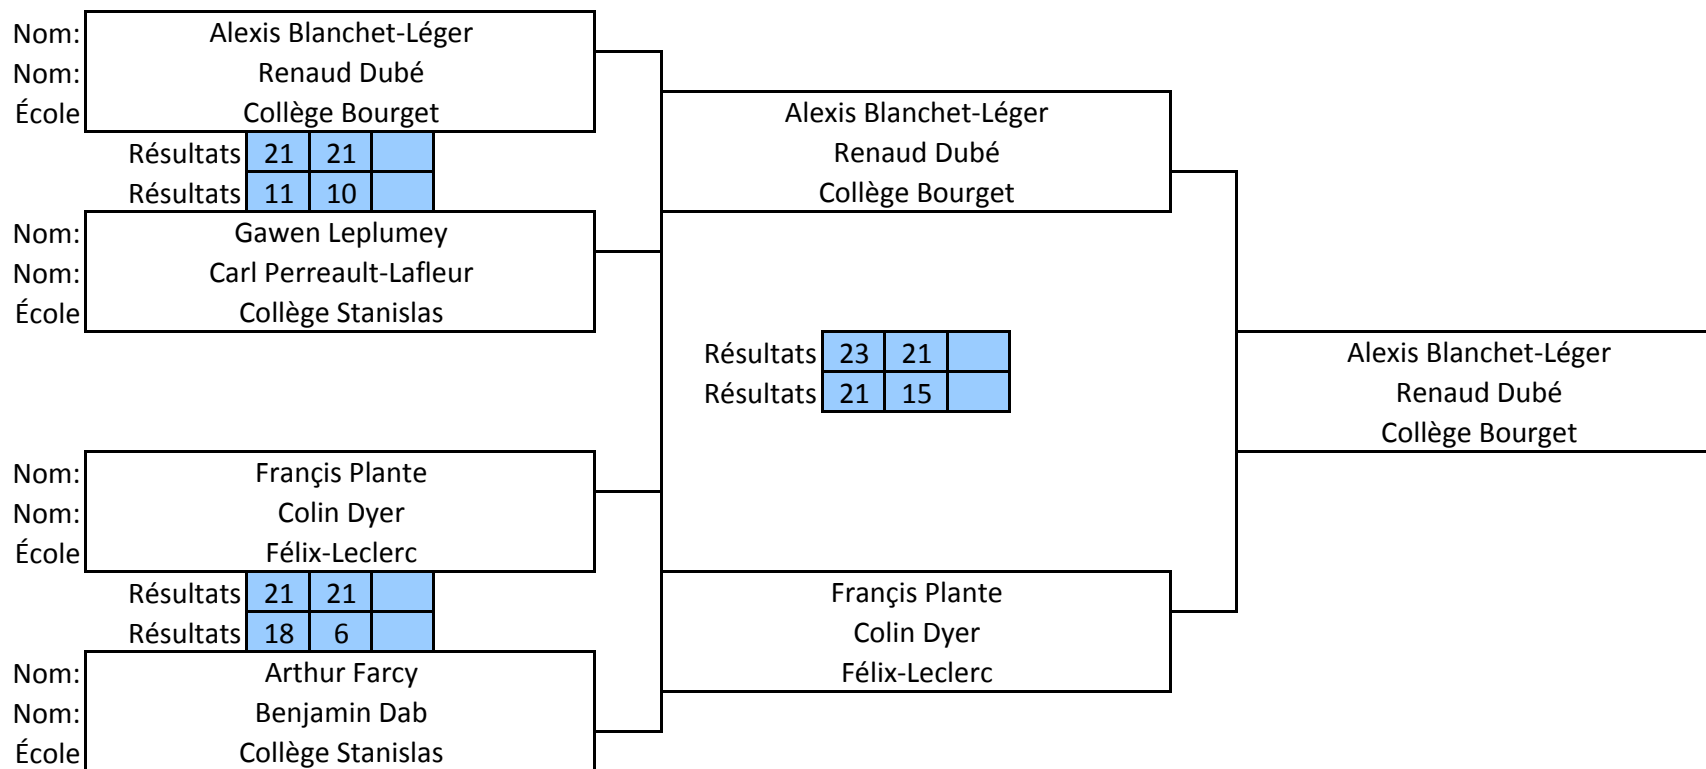 Nom: Alexis Blanchet-Léger
Nom: Renaud Dubé
École Collège Bourget
Résultats 21 21
Résultats 11 10
Nom: Gawen Leplumey
Nom: Carl Perreault-Lafleur
École Collège Stanislas
Nom: Françis Plante
Nom: Colin Dyer
École Félix-Leclerc
Résultats 21 21
Résultats 18 6
Nom: Arthur Farcy
Nom: Benjamin Dab
École Collège Stanislas
Alexis Blanchet-Léger
Renaud Dubé
Collège Bourget
Résultats 23 21
Résultats 21 15
Françis Plante
Colin Dyer
Félix-Leclerc
Alexis Blanchet-Léger
Renaud Dubé
Collège Bourget